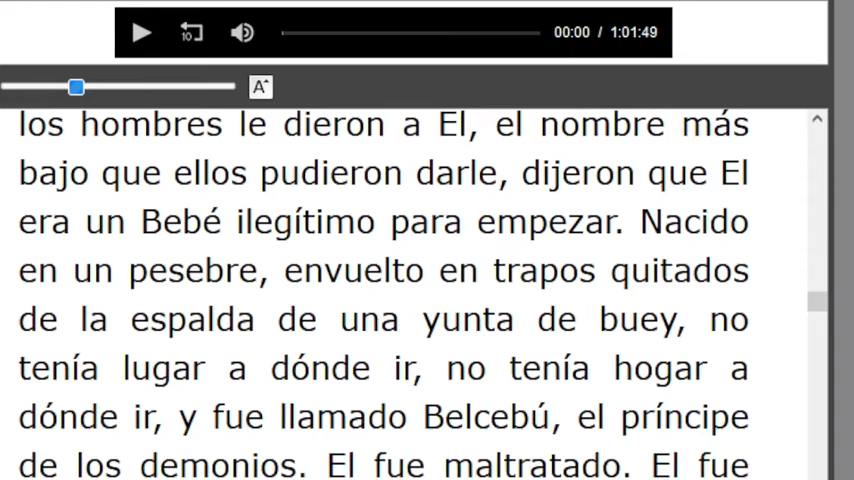 10
00:00 / 1:01:49
A
los hombres le dieron a El, el nombre más
bajo que ellos pudieron darle, dijeron que El
era un Bebé ilegítimo para empezar. Nacido
en un pesebre, envuelto en trapos quitados
de la espalda de una yunta de buey, no
tenía lugar a dónde ir, no tenía hogar a
dónde ir, y fue llamado Belcebú, el príncipe
de los demonios. El fue maltratado. El fue